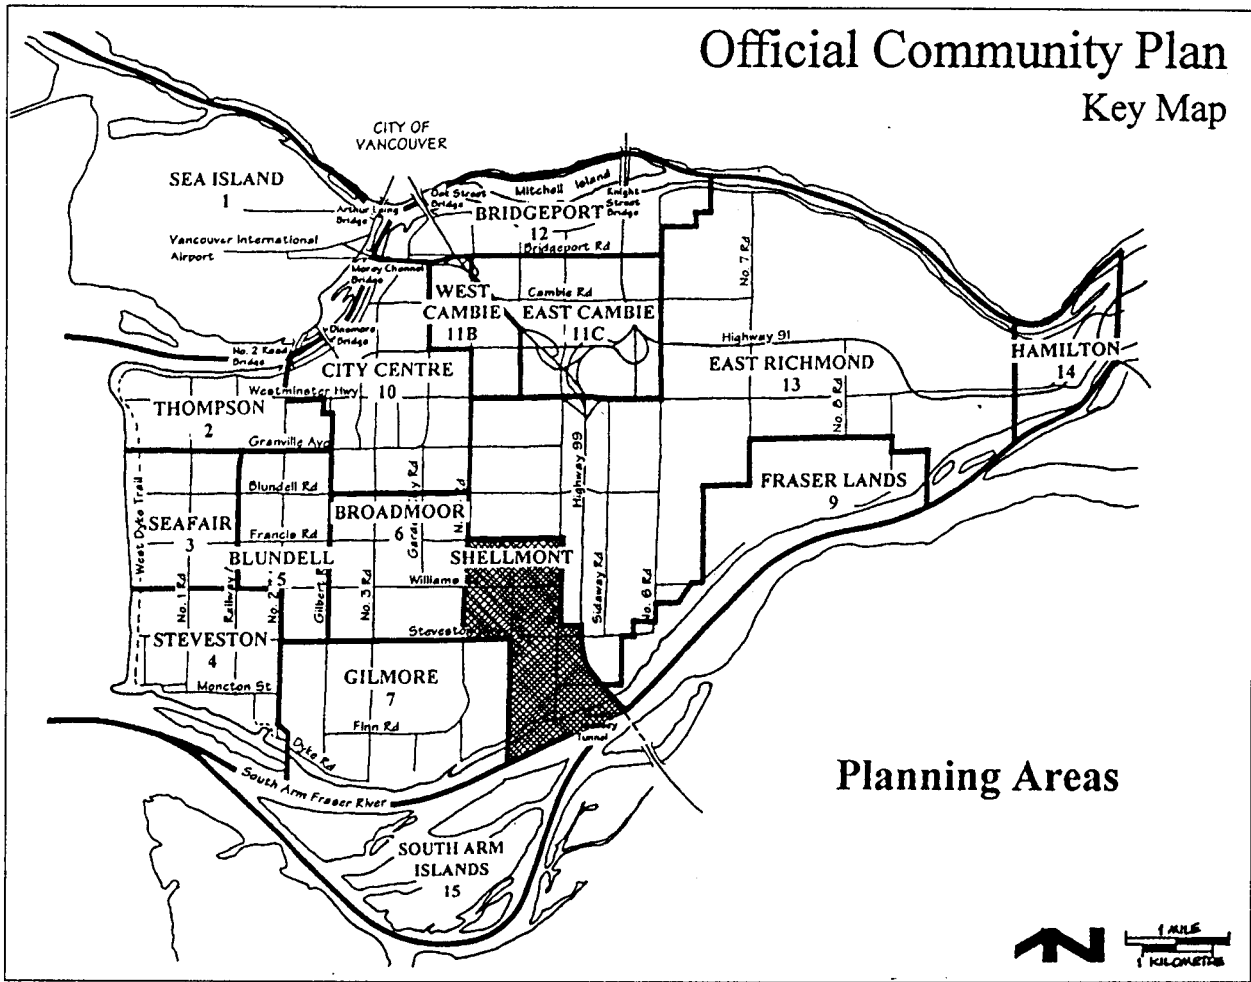 Official Community Plan
Key Map
CITY OF
VANCOUVER
SEA ISLAND
1
Mitchell Island
Oak Street
Bridge
Knight
Street
Bridge
Arthur Laing
Bridge
BRIDGEPORT
12
Bridgeport Rd
Vancouver International
Airport
Moray Channel
Bridge
No. 7 Rd
WEST
CAMBIE
11B
Cambie Rd
EAST CAMBIE
11C
Dinsmore
Bridge
No. 2 Road
Bridge
Highway 91
HAMILTON
14
CITY CENTRE
10
EAST RICHMOND
13
Westminster Hwy
No. 8 Rd
THOMPSON
2
Granville Ave
Highway 99
West Dyke Trail
Blundell Rd
FRASER LANDS
9
BROADMOOR
6
SEAFAIR
3
Francis Rd
BLUNDELL
5
SHELLMONT
Williams
No. 1 Rd
Railway
No. 2
Gilbert R
No. 3 Rd
Sidaway Rd
No. 6 Rd
Steveston
STEVESTON
4
GILMORE
7
Moncton St
Finn Rd
Dyke Rd
Tunnel
South Arm Fraser River
Planning Areas
SOUTH ARM
ISLANDS
15
N
1 MILE
1 KILOMETRE